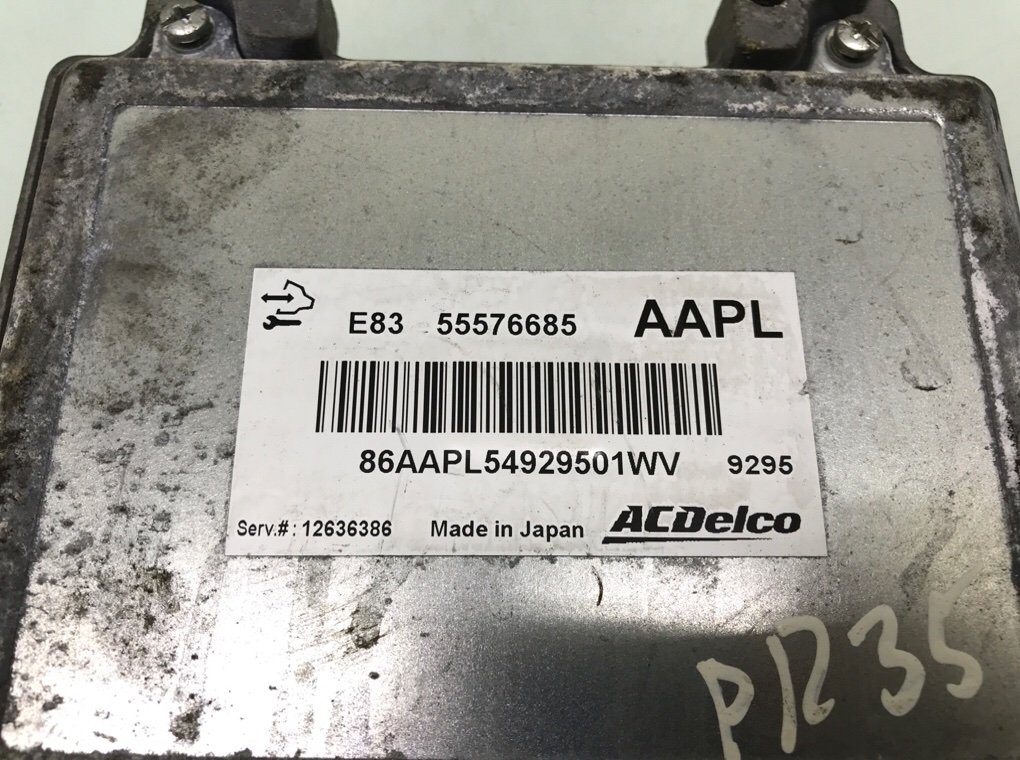 E83 55576685 AAPL
86AAPL54929501WV 9295
Serv.#: 12636386 Made in Japan ACDelco
P1235